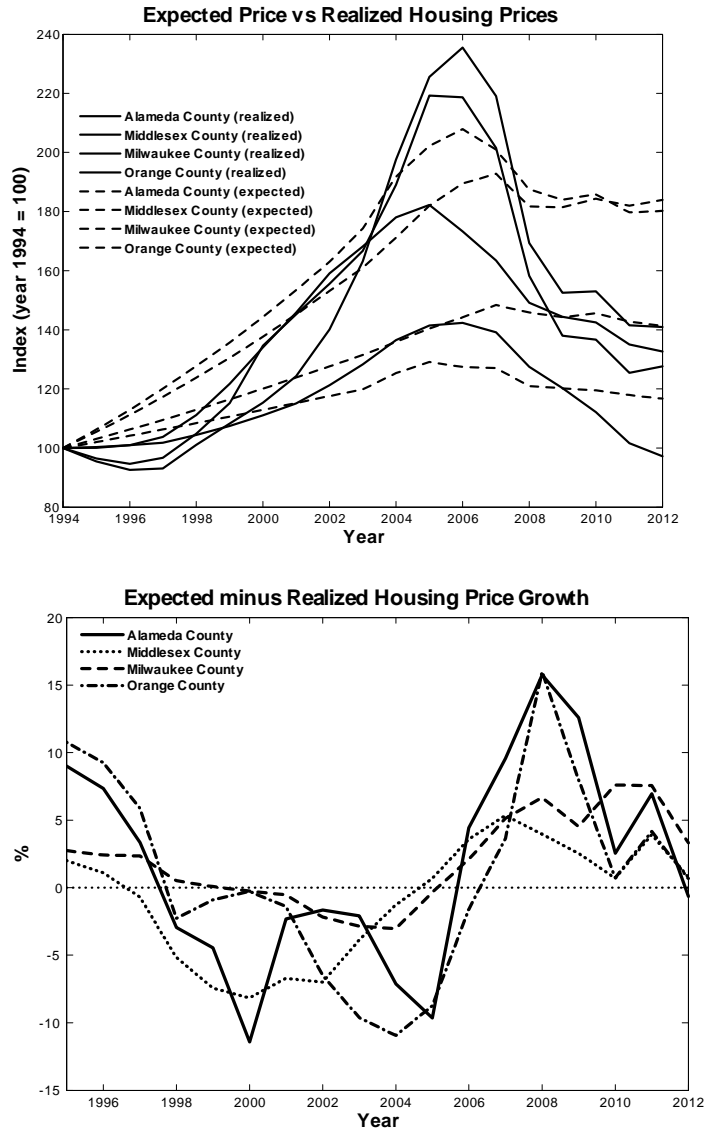 Expected Price vs Realized Housing Prices
240
220
200
180
160
140
120
100
80
Index (year 1994 = 100)
Alameda County (realized)
Middlesex County (realized)
Milwaukee County (realized)
Orange County (realized)
Alameda County (expected)
Middlesex County (expected)
Milwaukee County (expected)
Orange County (expected)
1994 1996 1998 2000 2002 2004 2006 2008 2010 2012
Year
Expected minus Realized Housing Price Growth
20
15
10
5
0
-5
-10
-15
%
Alameda County
Middlesex County
Milwaukee County
Orange County
1996 1998 2000 2002 2004 2006 2008 2010 2012
Year